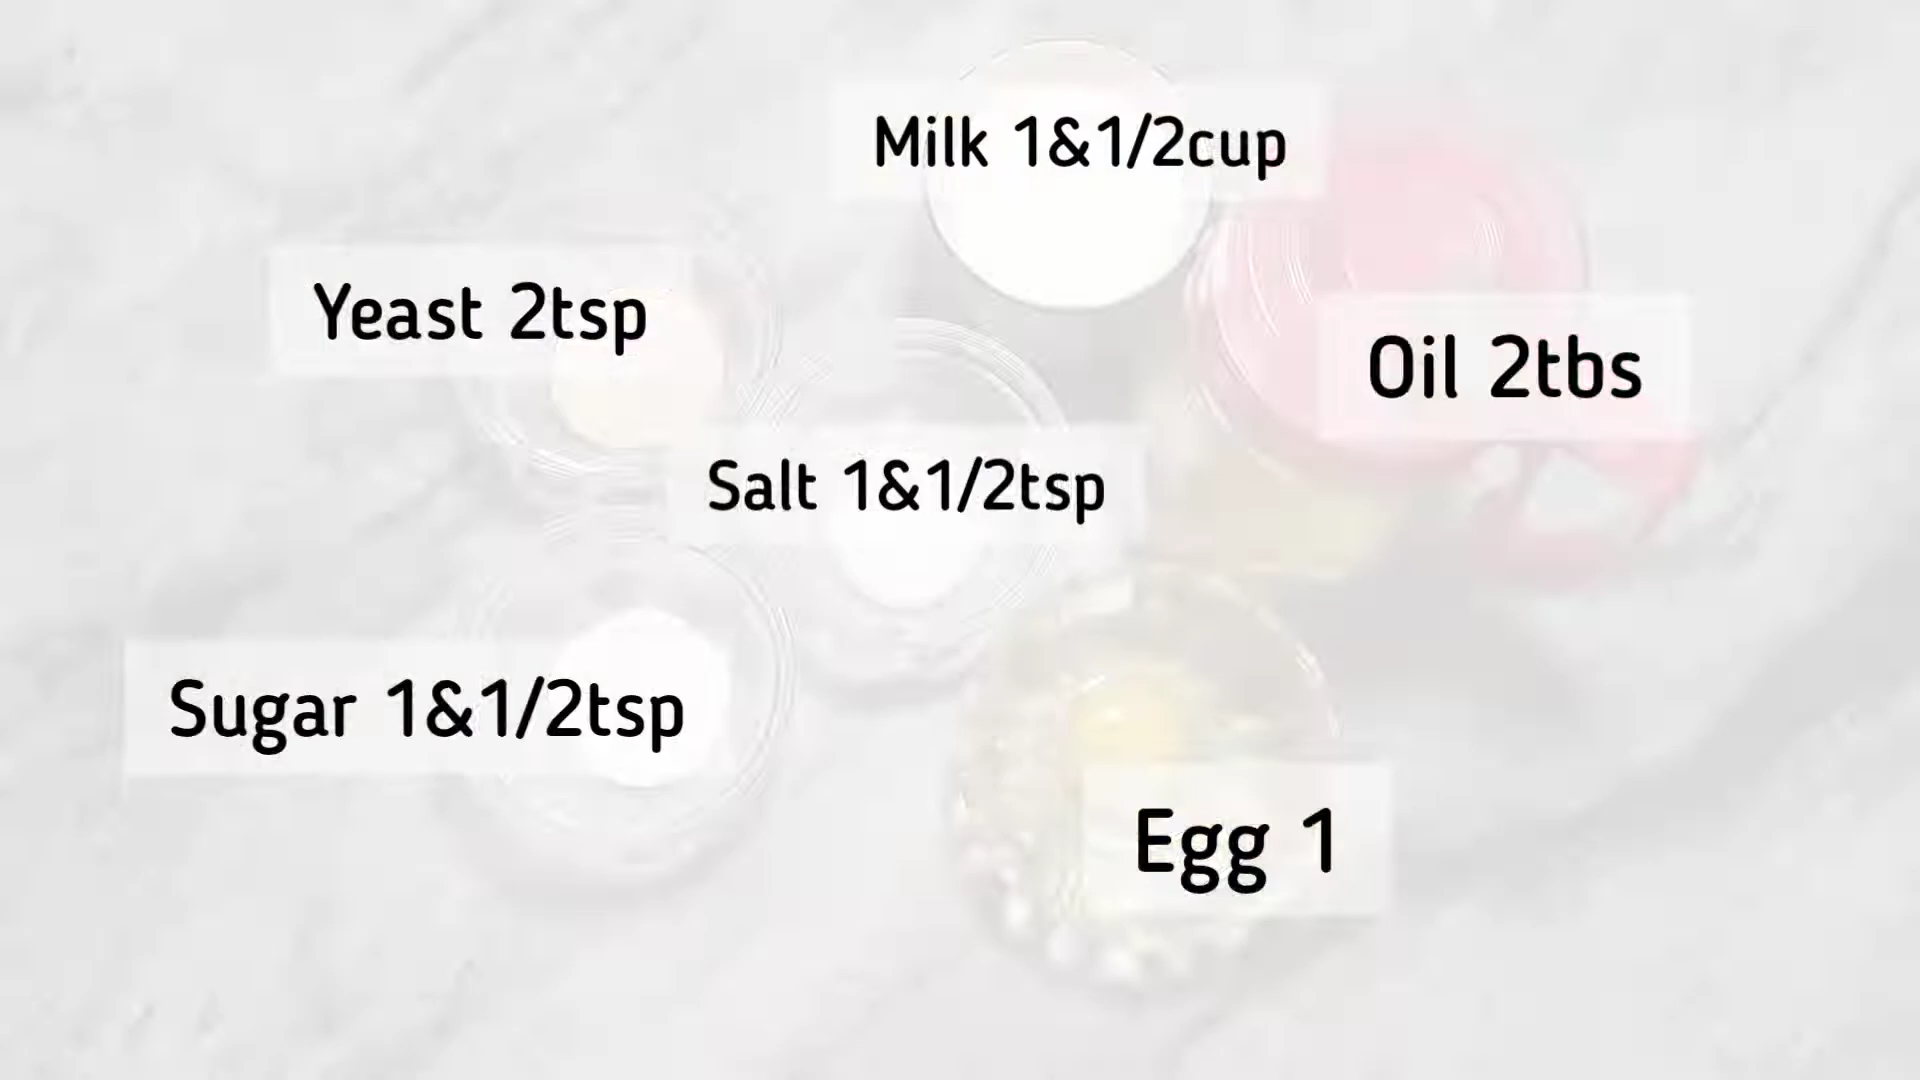 Milk 1&1/2cup
Yeast 2tsp
Oil 2tbs
Salt 1&1/2tsp
Sugar 1&1/2tsp
Egg 1